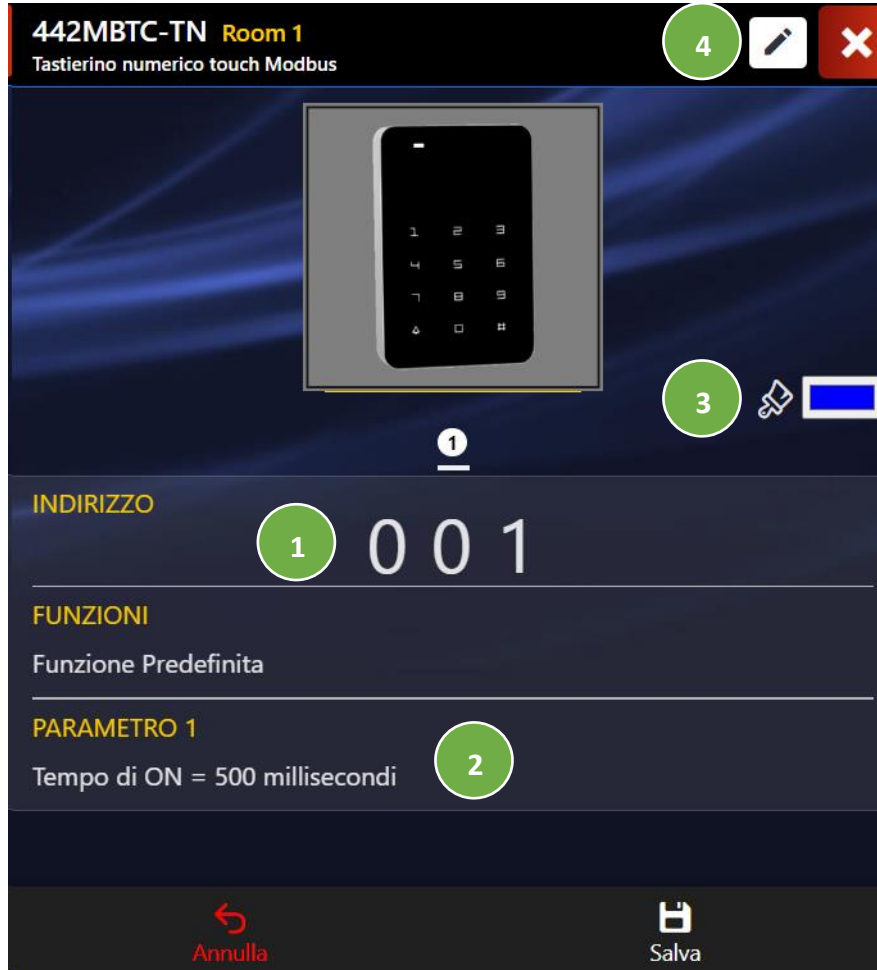 442MBTC-TN Room 1
4
Tastierino numerico touch Modbus
1 2 3
4 5 6
7 8 9
#
3
1
INDIRIZZO
1
0 0 1
FUNZIONI
Funzione Predefinita
PARAMETRO 1
2
Tempo di ON = 500 millisecondi
Annulla
Salva